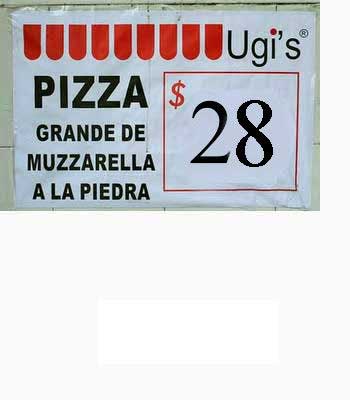 Ugi's®
PIZZA
GRANDE DE
MUZZARELLA
A LA PIEDRA
$ 28